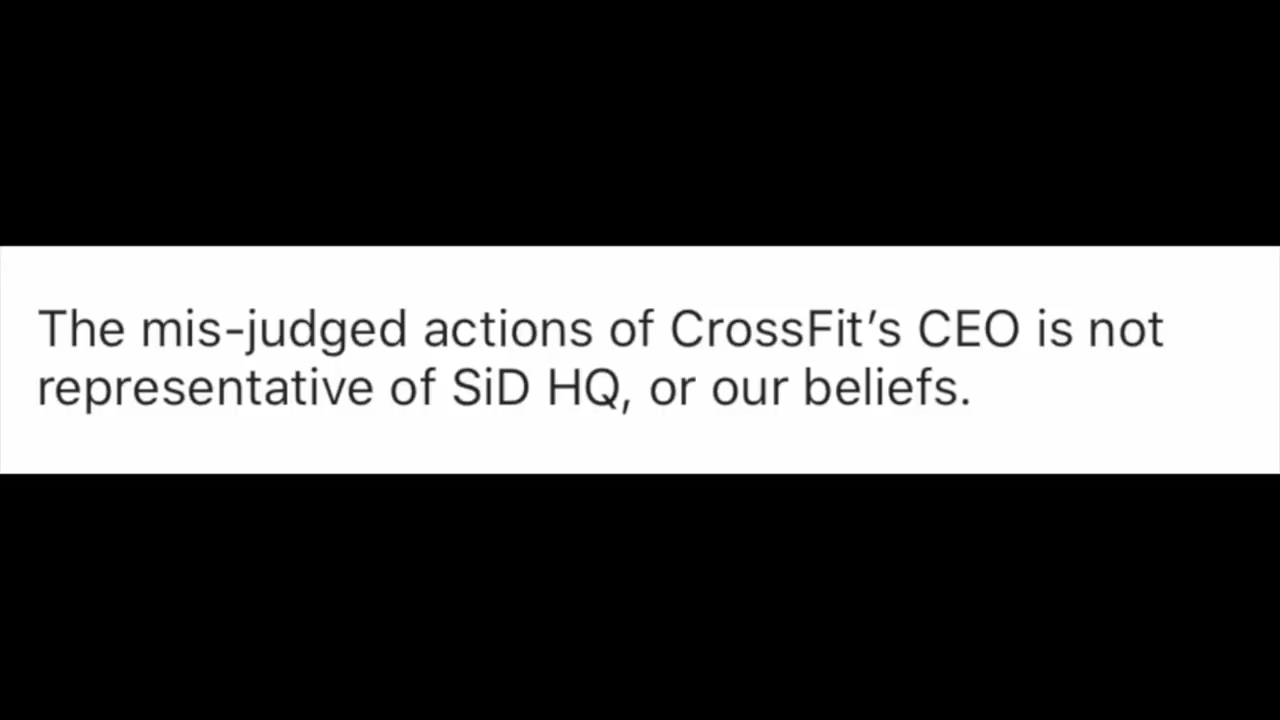 The mis-judged actions of CrossFit’s CEO is not
representative of SiD HQ, or our beliefs.